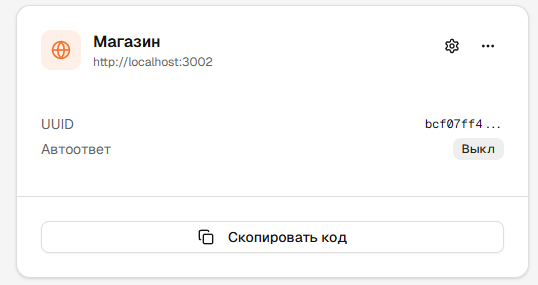 Магазин
http://localhost:3002
UUID bcf07ff4...
Автоответ Выкл
Скопировать код